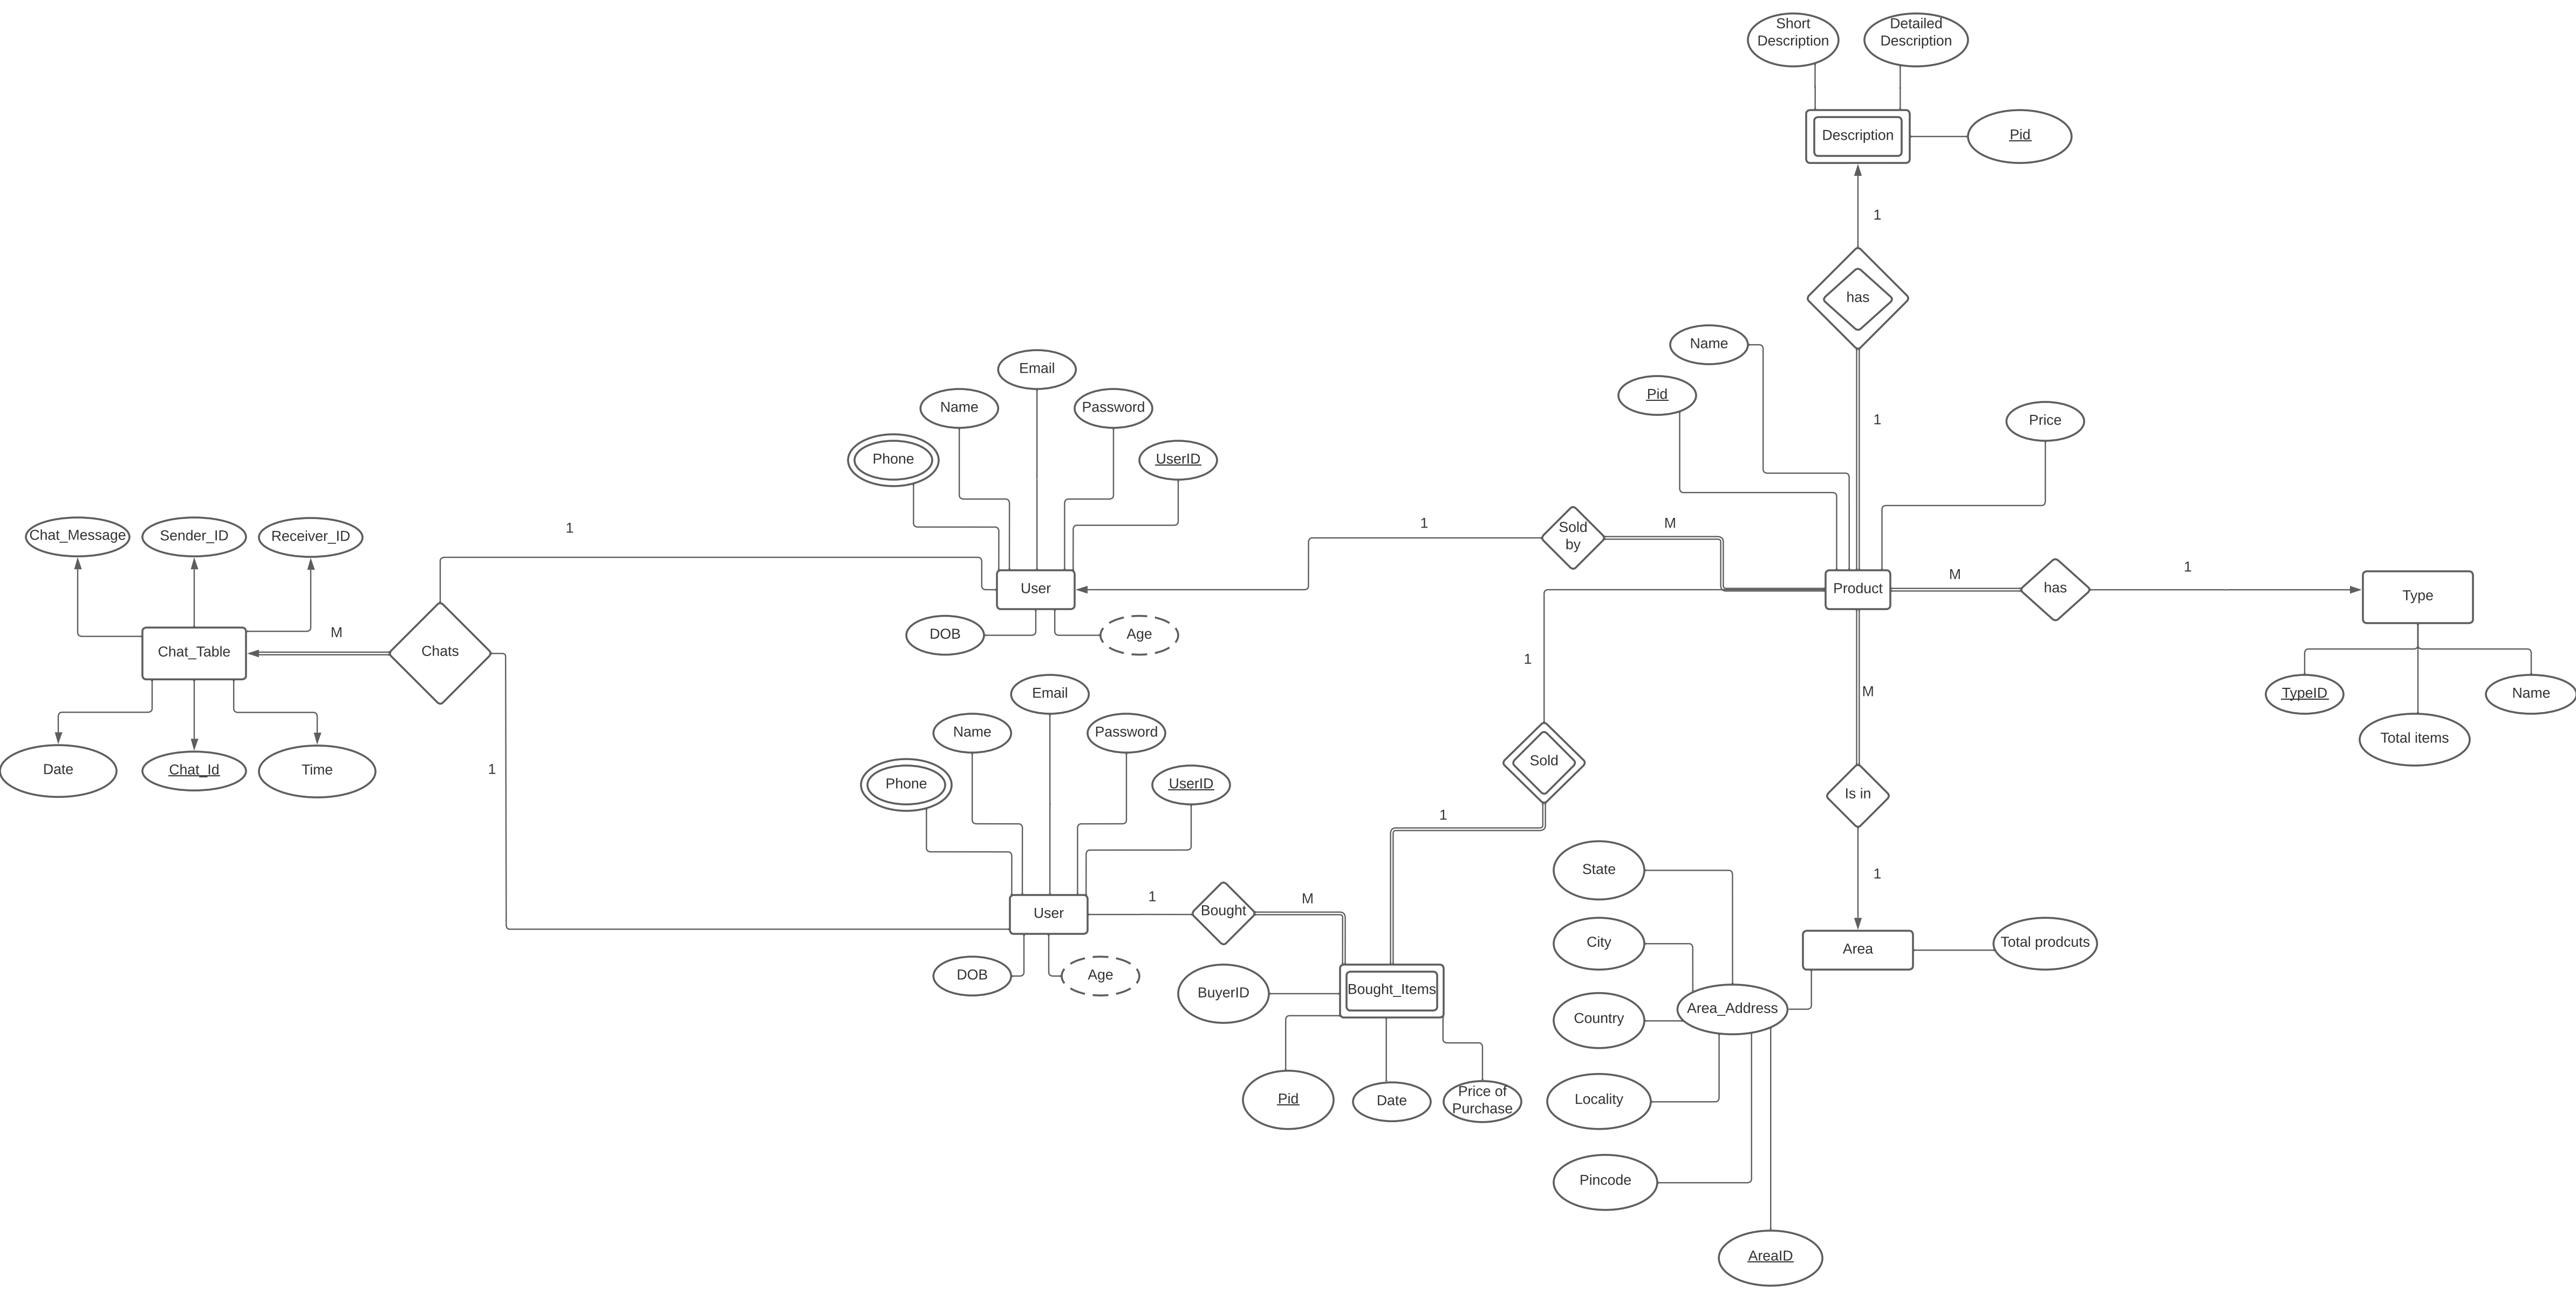 Short
Description
Detailed
Description
Description
Pid
1
has
Name
Pid
1
Price
Email
Name
Password
Phone
UserID
Chat_Message
Sender_ID
Receiver_ID
1
1
Sold
by
M
User
Product
M
has
1
Type
DOB
Age
Chat_Table
M
Chats
1
M
TypeID
Name
Total items
Email
Name
Password
Phone
UserID
Date
Chat_Id
Time
1
Sold
Is in
1
State
1
User
1
Bought
M
City
Area
Total prodcuts
DOB
Age
BuyerID
Bought_Items
Country
Area_Address
Pid
Date
Price of
Purchase
Locality
Pincode
AreaID